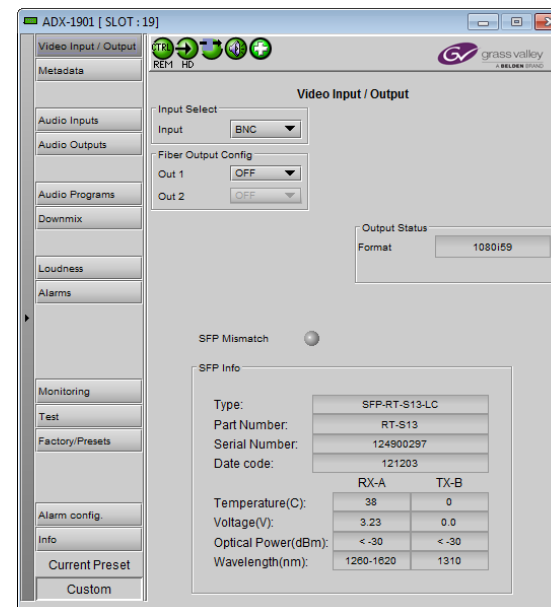 ADX-1901 [ SLOT : 19]
Video Input / Output
Metadata
Audio Inputs
Audio Outputs
Audio Programs
Downmix
Loudness
Alarms
Monitoring
Test
Factory/Presets
Alarm config.
Info
Current Preset
Custom
CTRL
REM HD
grass valley
A BELDEN BRAND
Video Input / Output
Input Select
Input BNC
Fiber Output Config
Out 1 OFF
Out 2 OFF
Output Status
Format 1080i59
SFP Mismatch
SFP Info
Type: SFP-RT-S13-LC
Part Number: RT-S13
Serial Number: 124900297
Date code: 121203
RX-A TX-B
Temperature(C): 38 0
Voltage(V): 3.23 0.0
Optical Power(dBm): < -30 < -30
Wavelength(nm): 1260-1620 1310